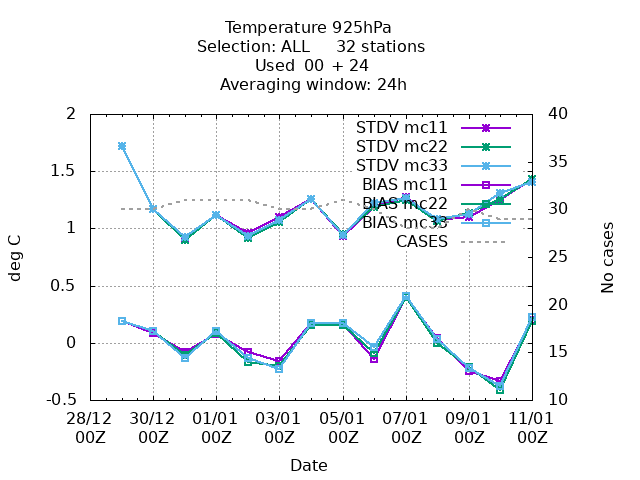 Temperature 925hPa
Selection: ALL 32 stations
Used 00 + 24
Averaging window: 24h
STDV mc11
STDV mc22
STDV mc33
BIAS mc11
BIAS mc22
BIAS mc33
CASES
deg C
2
1.5
1
0.5
0
-0.5
40
35
30
25
20
15
10
No cases
28/12 30/12 01/01 03/01 05/01 07/01 09/01 11/01
00Z 00Z 00Z 00Z 00Z 00Z 00Z 00Z
Date